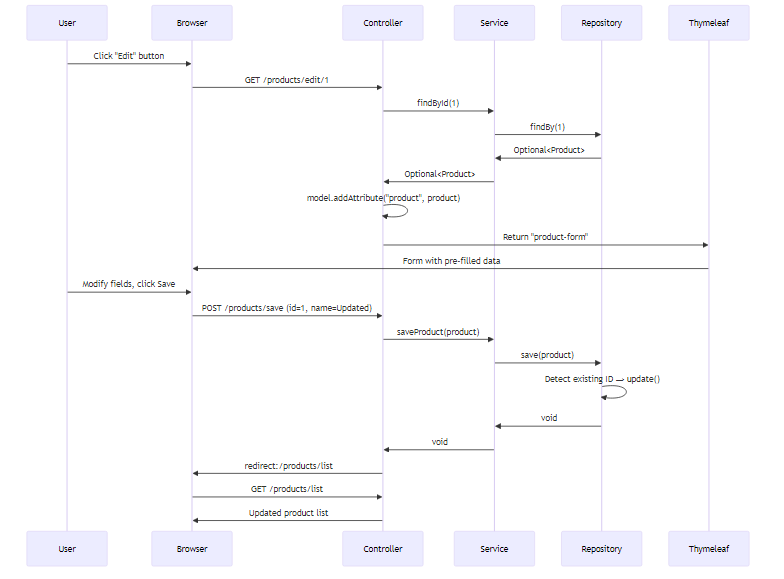 User
Browser
Controller
Service
Repository
Thymeleaf
Click "Edit" button
GET /products/edit/1
findById(1)
findBy(1)
Optional<Product>
Optional<Product>
model.addAttribute("product", product)
Return "product-form"
Form with pre-filled data
Modify fields, click Save
POST /products/save (id=1, name=Updated)
saveProduct(product)
save(product)
Detect existing ID → update()
void
void
redirect:/products/list
GET /products/list
Updated product list
User
Browser
Controller
Service
Repository
Thymeleaf